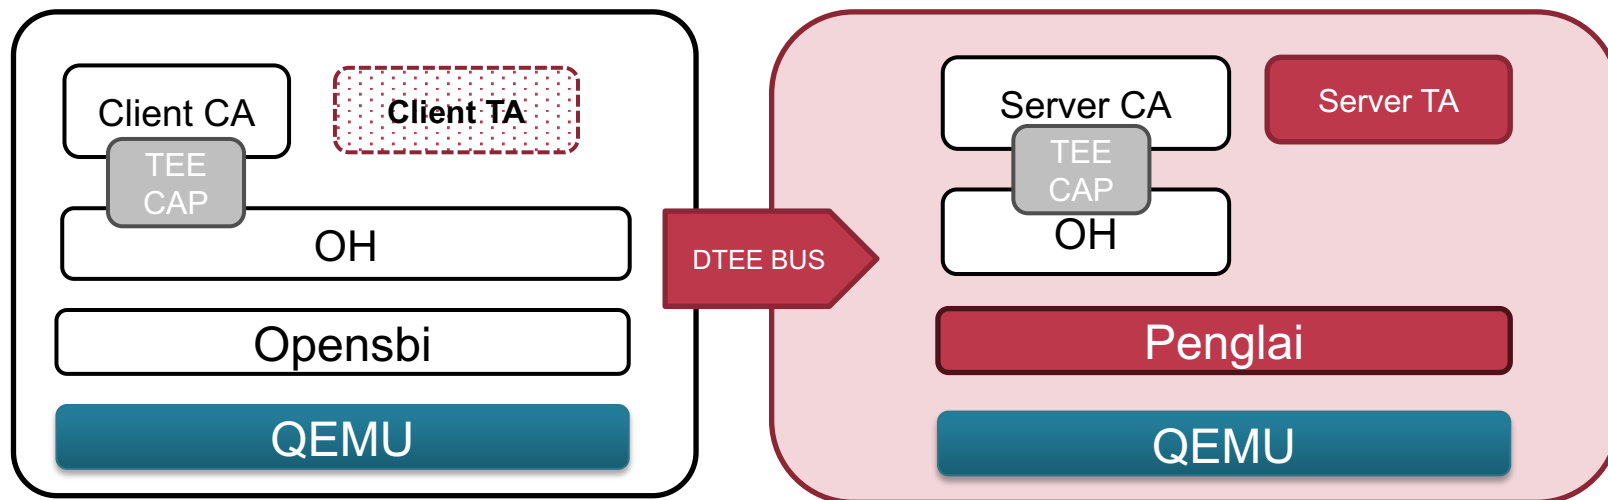 Client CA
Client TA
TEE
CAP
OH
Opensbi
QEMU
DTEE BUS
Server CA
Server TA
TEE
CAP
OH
Penglai
QEMU